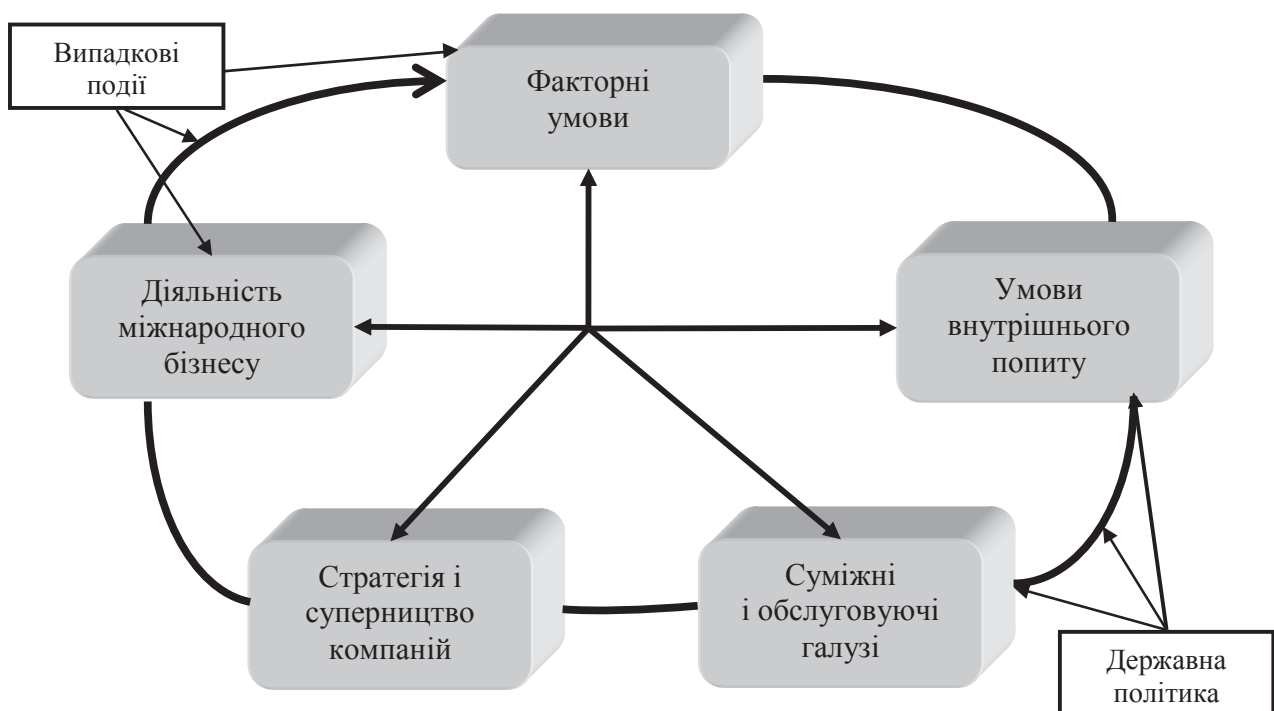 Випадкові
події
Факторні
умови
Діяльність
міжнародного
бізнесу
Умови
внутрішнього
попиту
Стратегія і
суперництво
компаній
Суміжні
і обслуговуючі
галузі
Державна
політика